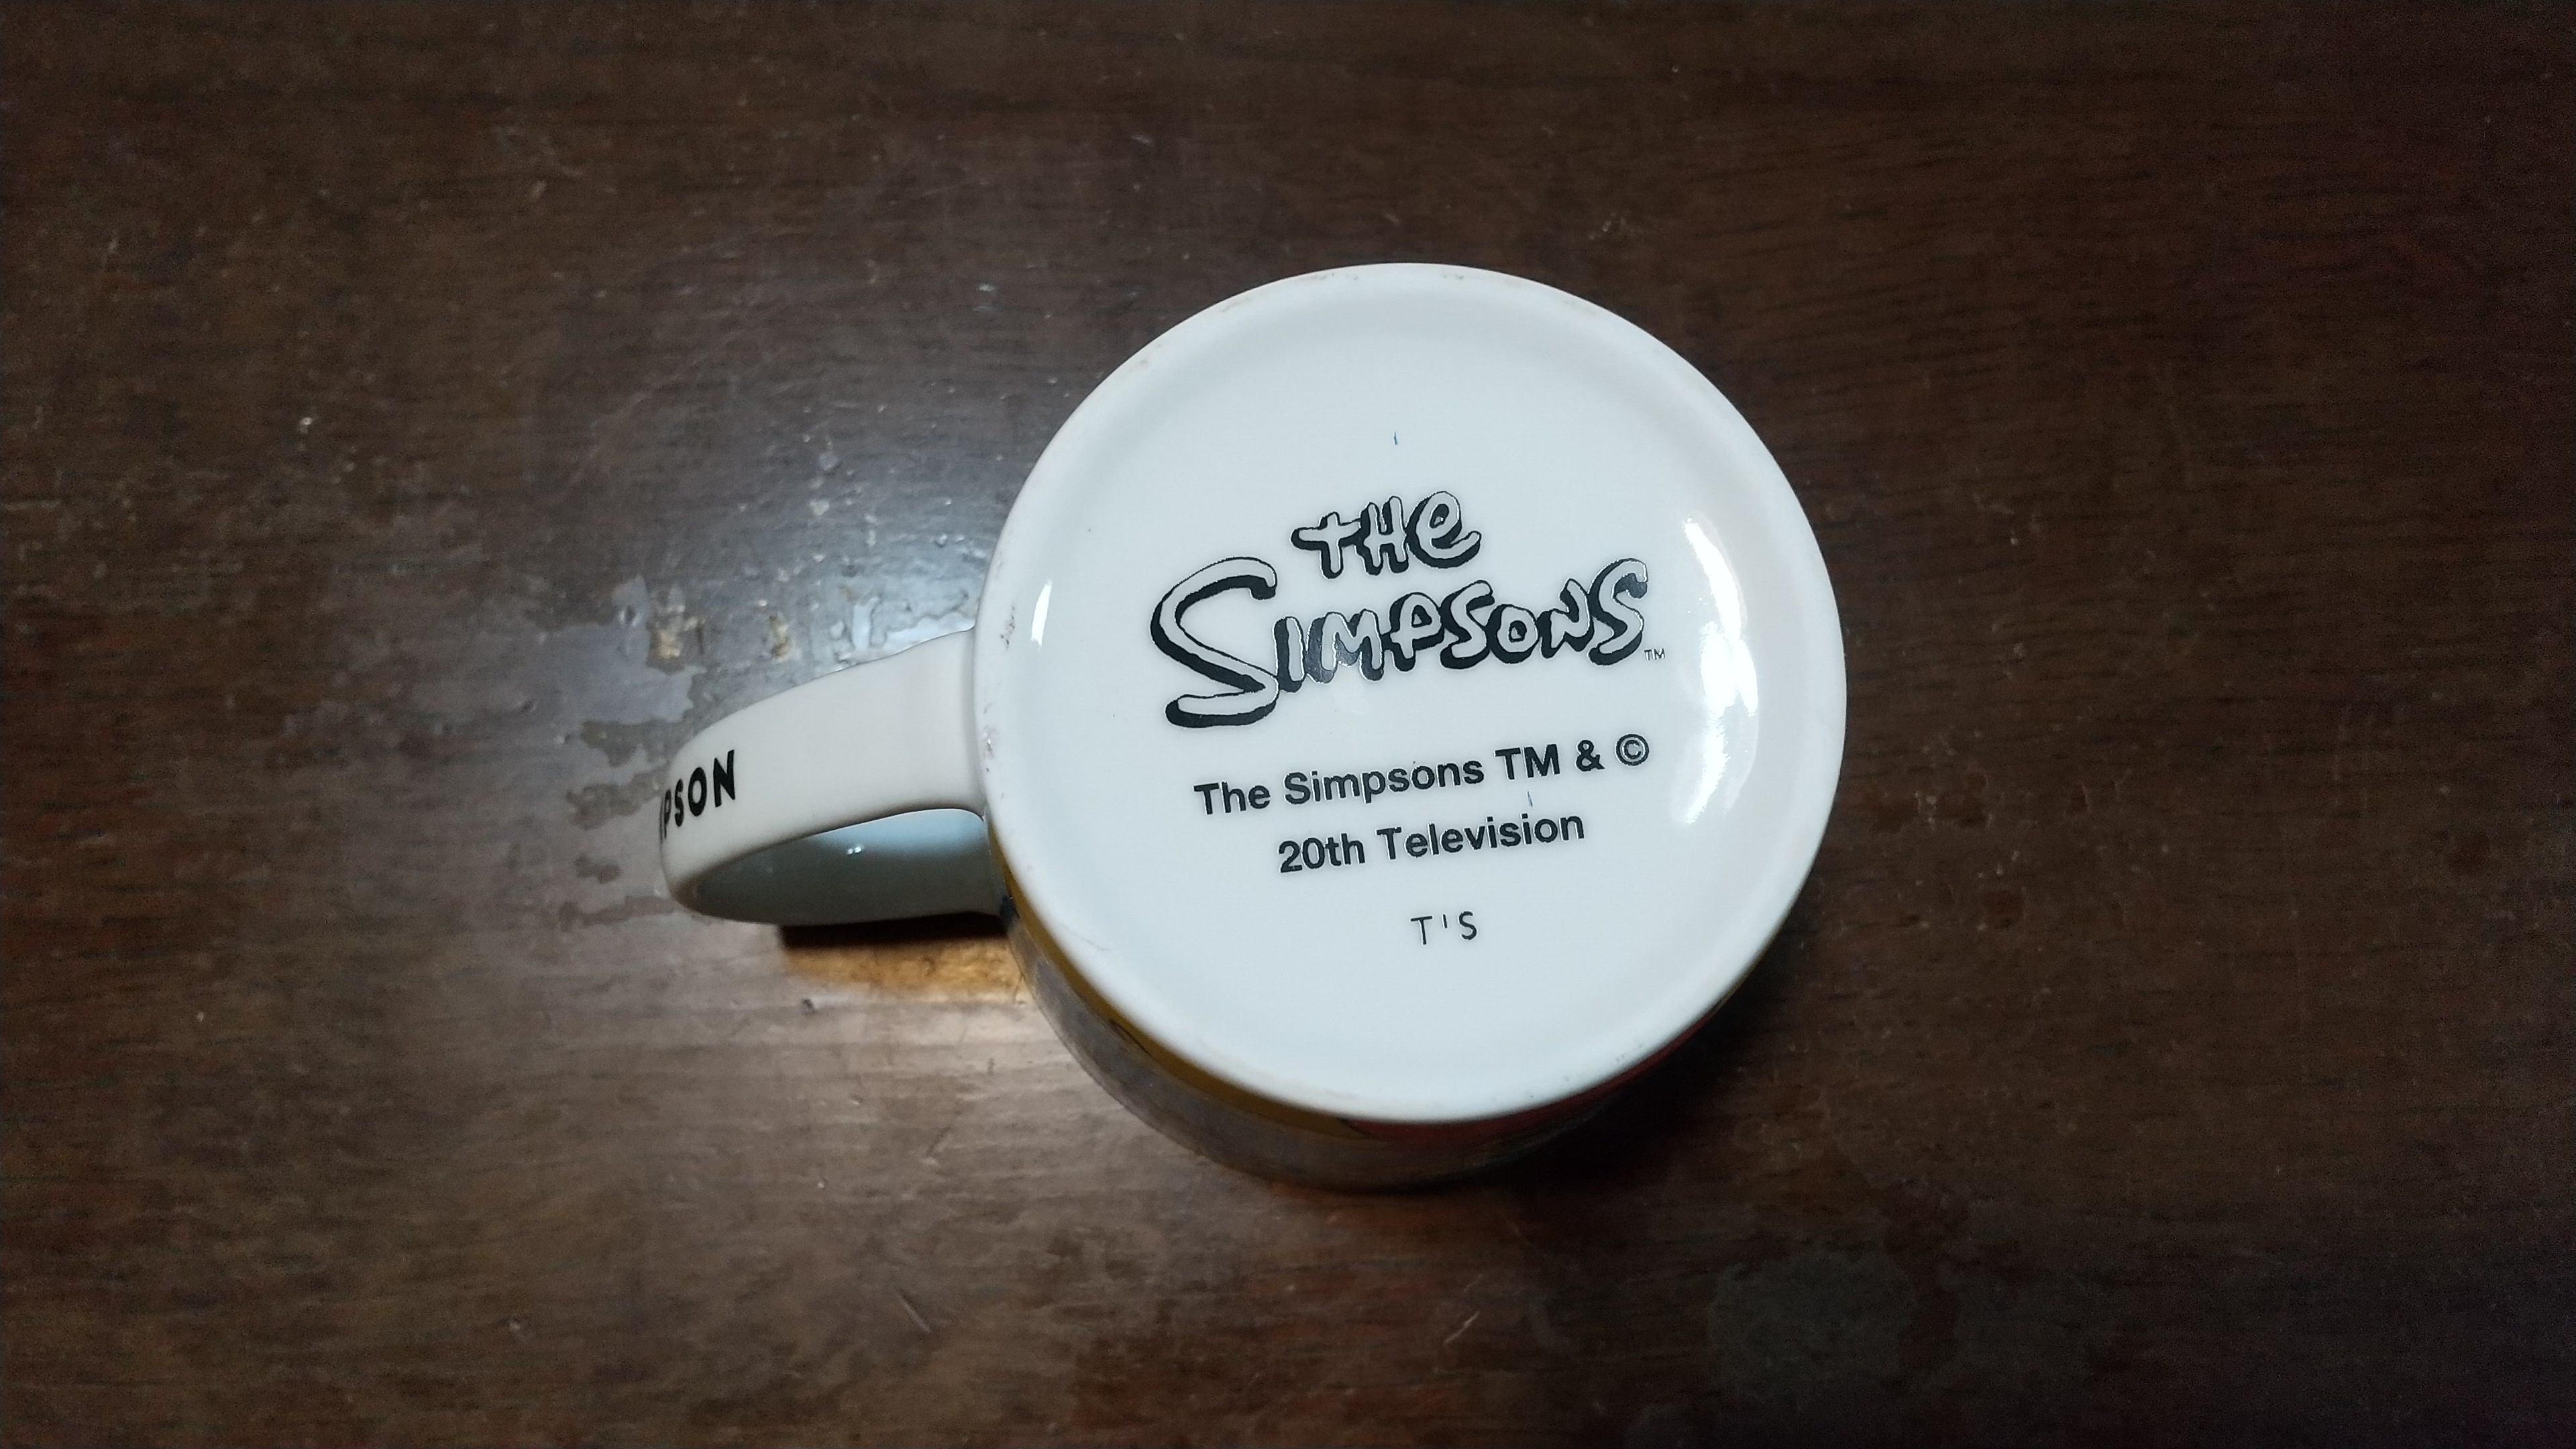 THe
SIMPSONS TM
The Simpsons TM & ©
20th Television
T'S
PSON